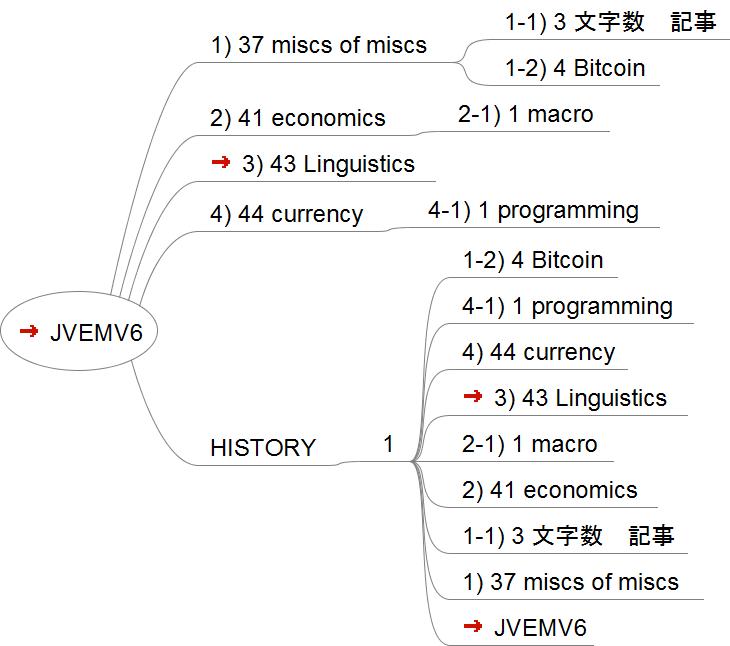 1-1) 3 文字数　記事
1) 37 miscs of miscs
1-2) 4 Bitcoin
2) 41 economics
2-1) 1 macro
3) 43 Linguistics
4) 44 currency
4-1) 1 programming
JVEMV6
HISTORY
1
1-2) 4 Bitcoin
4-1) 1 programming
4) 44 currency
3) 43 Linguistics
2-1) 1 macro
2) 41 economics
1-1) 3 文字数　記事
1) 37 miscs of miscs
JVEMV6